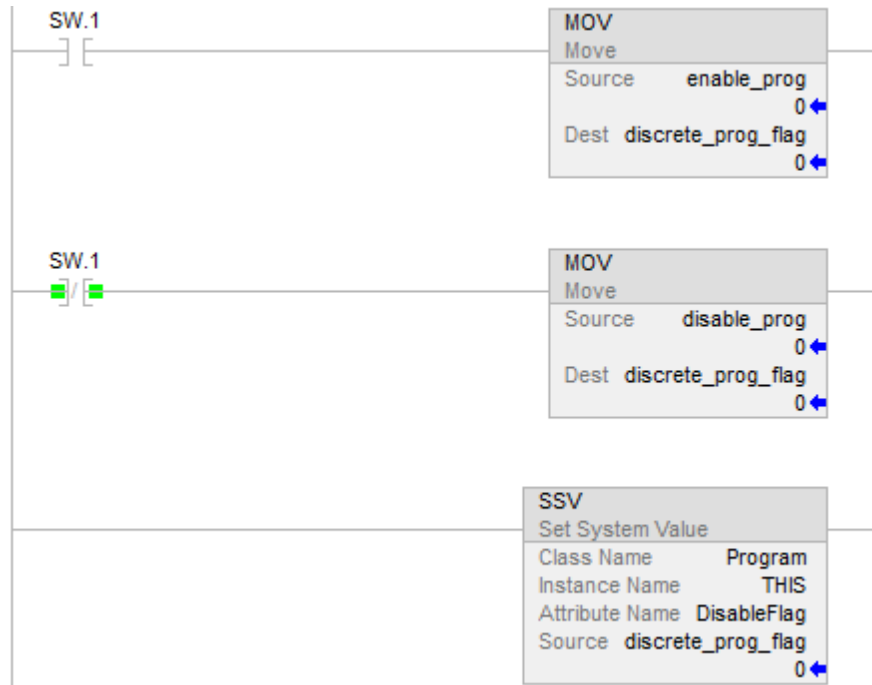 SW.1
MOV
Move
Source enable_prog
0
Dest discrete_prog_flag
0
SW.1
MOV
Move
Source disable_prog
0
Dest discrete_prog_flag
0
SSV
Set System Value
Class Name Program
Instance Name THIS
Attribute Name DisableFlag
Source discrete_prog_flag
0